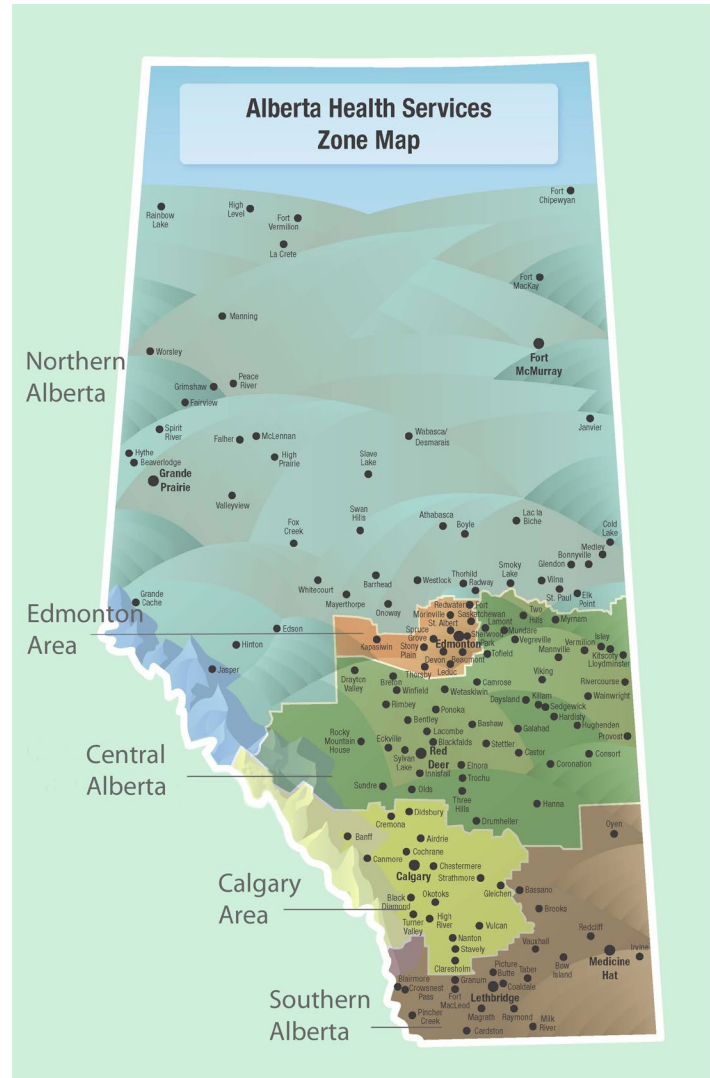 Alberta Health Services
Zone Map
Fort
Chipewyan
Rainbow
Lake
High
Level
Fort
Vermilion
La Crete
Fort
MacKay
Manning
Northern
Alberta
Worsley
Fort
McMurray
Peace
River
Grimshaw
Fairview
Janvier
Spirit
River
Falher
McLennan
Wabasca/
Desmarais
Hythe
Beaverlodge
High
Prairie
Slave
Lake
Grande
Prairie
Valleyview
Swan
Hills
Fox
Creek
Athabasca
Boyle
Lac la
Biche
Cold
Lake
Medley
Bonnyville
Glendon
Whitecourt
Barrhead
Westlock
Thorhild
Radway
Smoky
Lake
Vilna
St. Paul
Elk
Point
Mayerthorpe
Onoway
Grande
Cache
Edmonton
Area
Edson
Hinton
Jasper
Redwater
Fort
Saskatchewan
Morinville
St. Albert
Lamont
Two
Hills
Myrnam
Spruce
Grove
Sherwood
Park
Mundare
Vegreville
Kapasiwin
Stony
Plain
Edmonton
Tofield
Mannville
Vermilion
Islay
Kitscoty
Lloydminster
Devon
Beaumont
Leduc
Thorsby
Drayton
Valley
Breton
Winfield
Wetaskiwin
Camrose
Viking
Rivercourse
Daysland
Killam
Sedgewick
Wainwright
Rimbey
Ponoka
Hardisty
Hughenden
Bentley
Lacombe
Bashaw
Galahad
Provost
Rocky
Mountain
House
Eckville
Blackfalds
Stettler
Castor
Consort
Central
Alberta
Sylvan
Lake
Red
Deer
Coronation
Innisfail
Elnora
Trochu
Sundre
Olds
Three
Hills
Hanna
Didsbury
Cremona
Drumheller
Oyen
Banff
Airdrie
Canmore
Cochrane
Chestermere
Calgary
Strathmore
Gleichen
Bassano
Calgary
Area
Black
Diamond
Okotoks
Brooks
Turner
Valley
High
River
Vulcan
Redcliff
Nanton
Stavely
Vauxhall
Irvine
Claresholm
Picture
Butte
Taber
Bow
Island
Medicine
Hat
Blairmore
Crowsnest
Pass
Granum
Coaldale
Southern
Alberta
Fort
MacLeod
Lethbridge
Pincher
Creek
Magrath
Raymond
Milk
River
Cardston